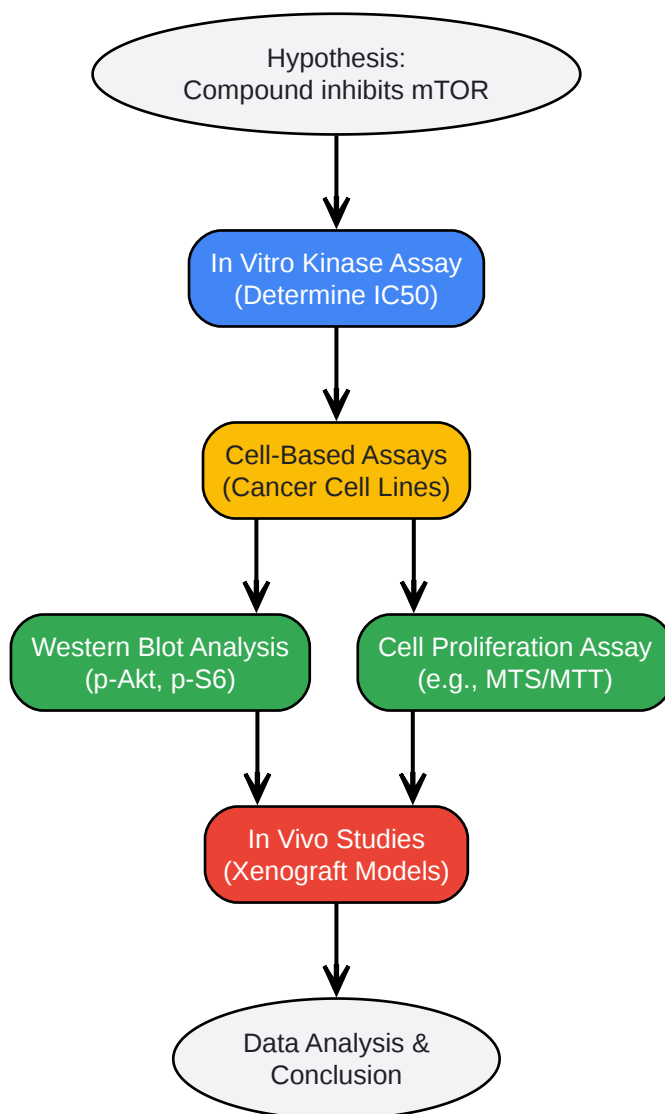 Hypothesis:
Compound inhibits mTOR
In Vitro Kinase Assay
(Determine IC50)
Cell-Based Assays
(Cancer Cell Lines)
Western Blot Analysis
(p-Akt, p-S6)
Cell Proliferation Assay
(e.g., MTS/MTT)
In Vivo Studies
(Xenograft Models)
Data Analysis &
Conclusion